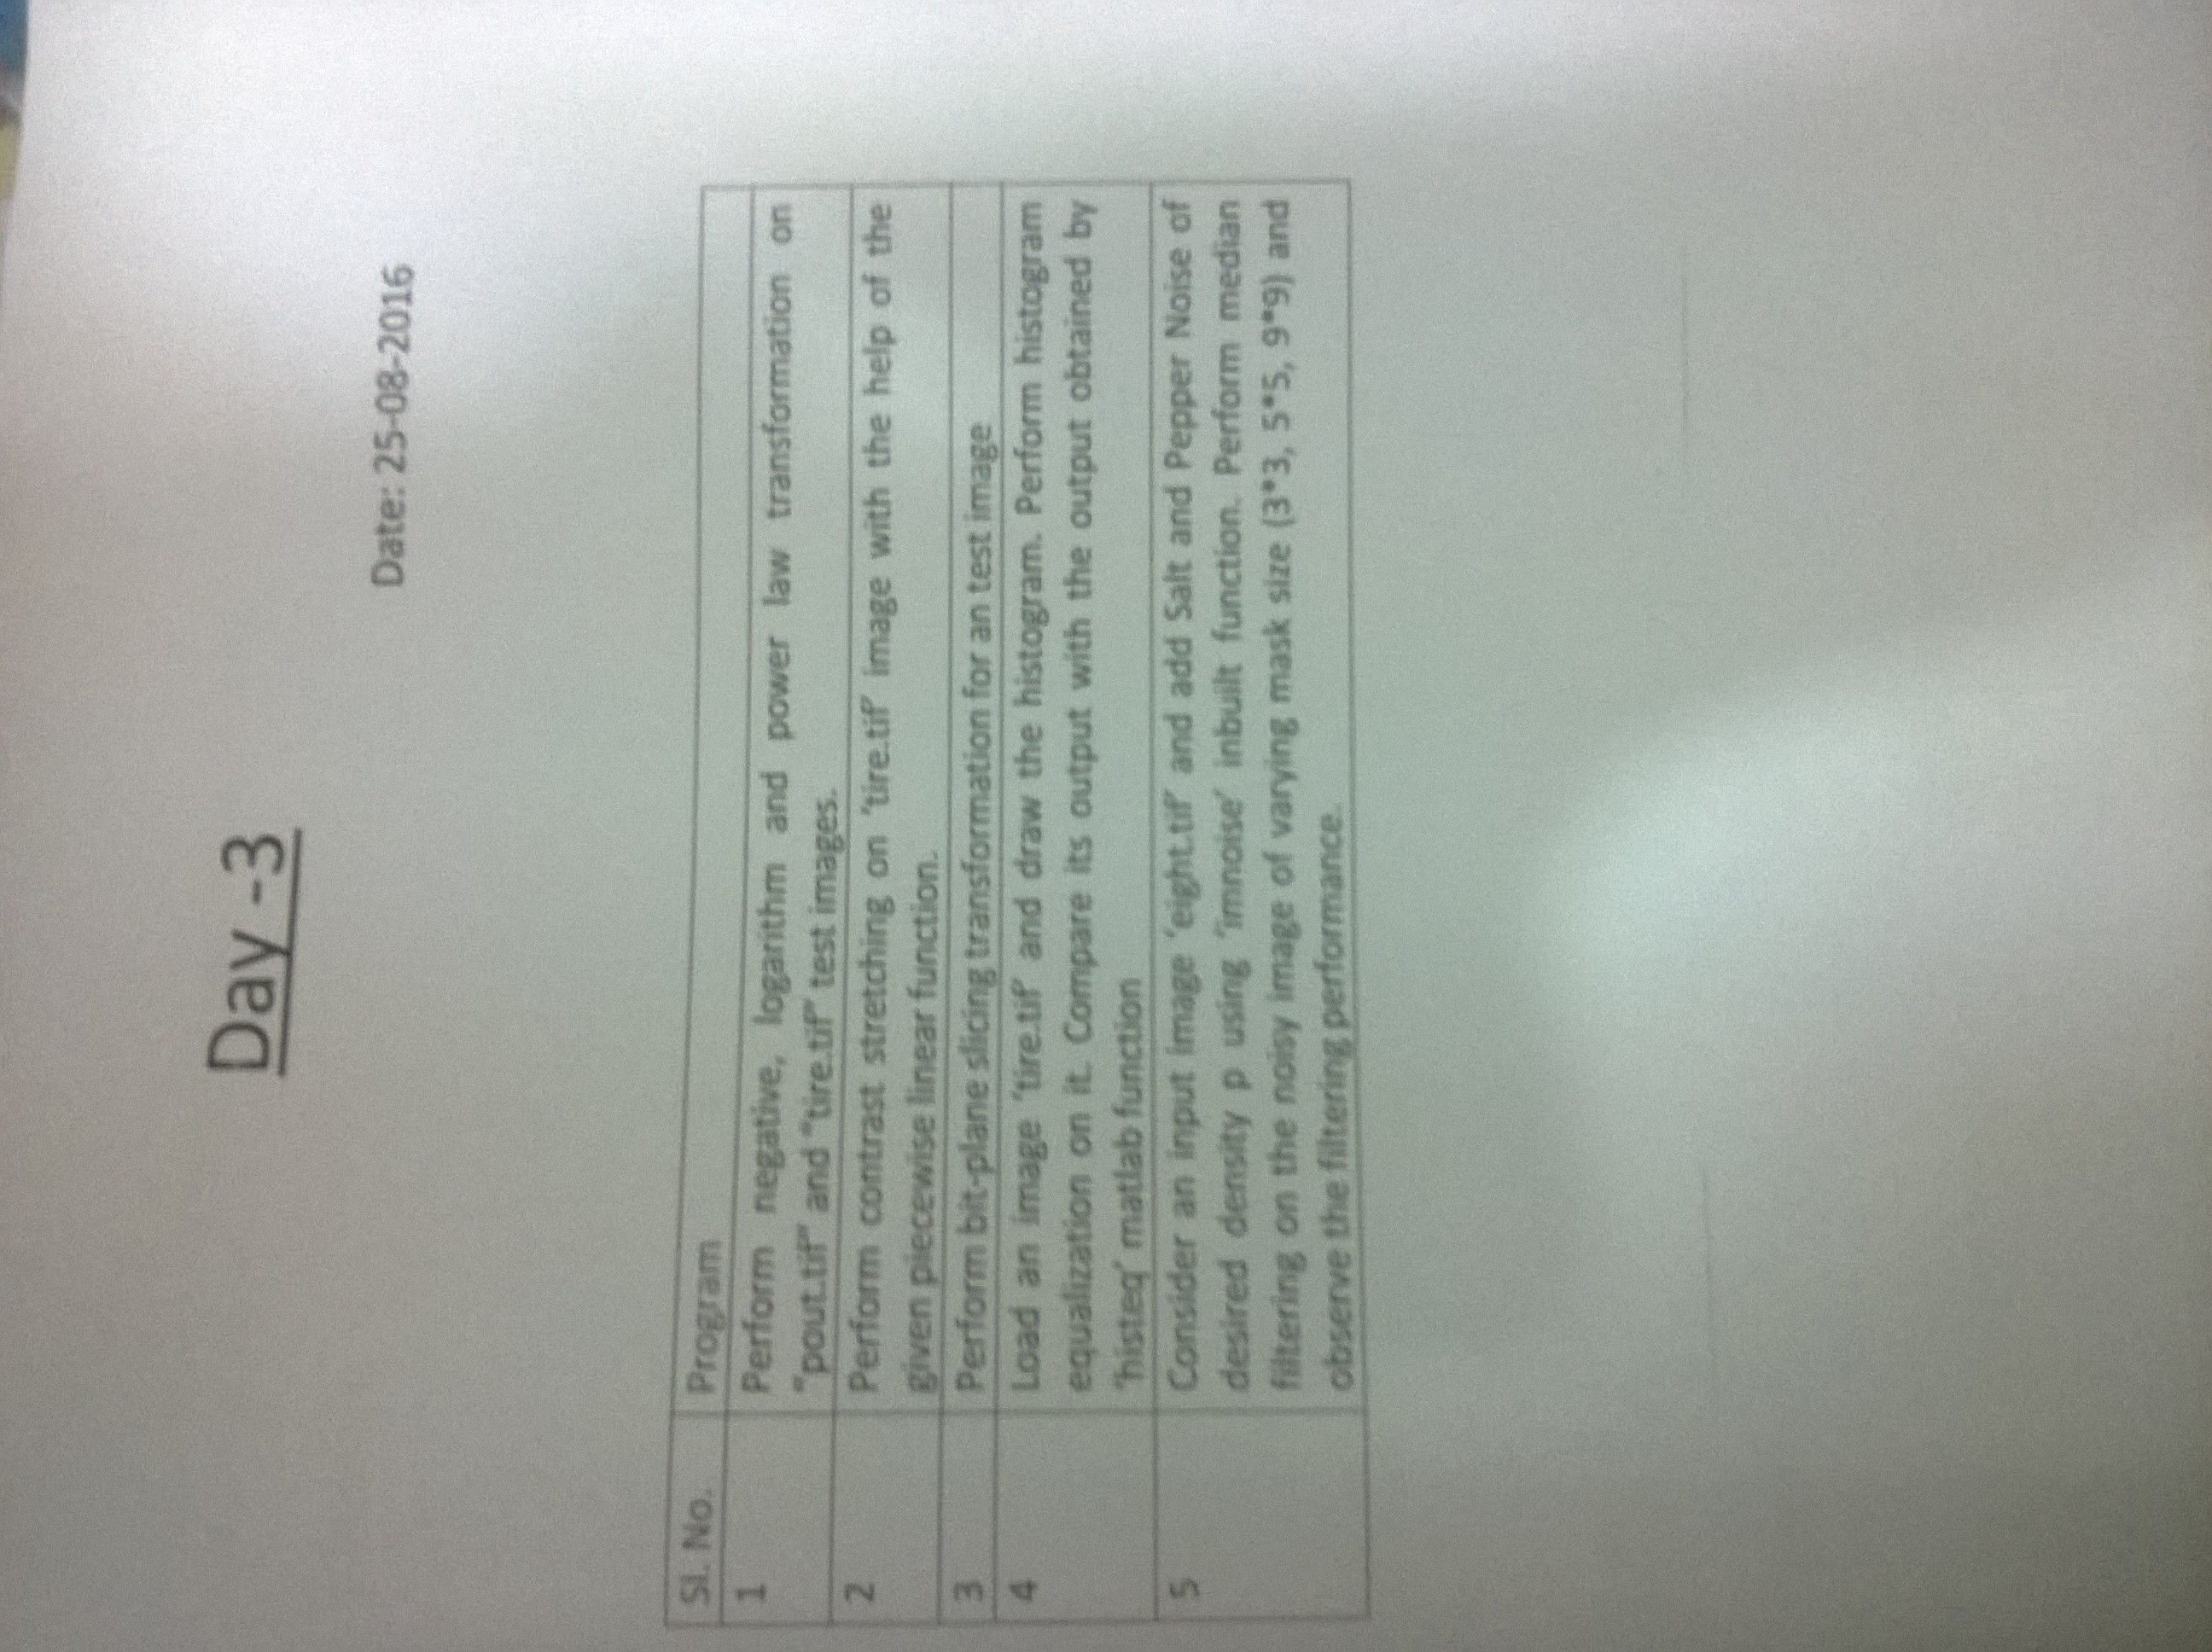 Day -3
Date: 25-08-2016
Sl. No. Program
1 Perform negative, logarithm and power law transformation on
"pout.tif" and "tire.tif" test images.
2 Perform contrast stretching on 'tire.tif' image with the help of the
given piecewise linear function.
3 Perform bit-plane slicing transformation for an test image
4 Load an image 'tire.tif' and draw the histogram. Perform histogram
equalization on it. Compare its output with the output obtained by
'histeq' matlab function
5 Consider an input image 'eight.tif' and add Salt and Pepper Noise of
desired density p using 'imnoise' inbuilt function. Perform median
filtering on the noisy image of varying mask size (3*3, 5*5, 9*9) and
observe the filtering performance.